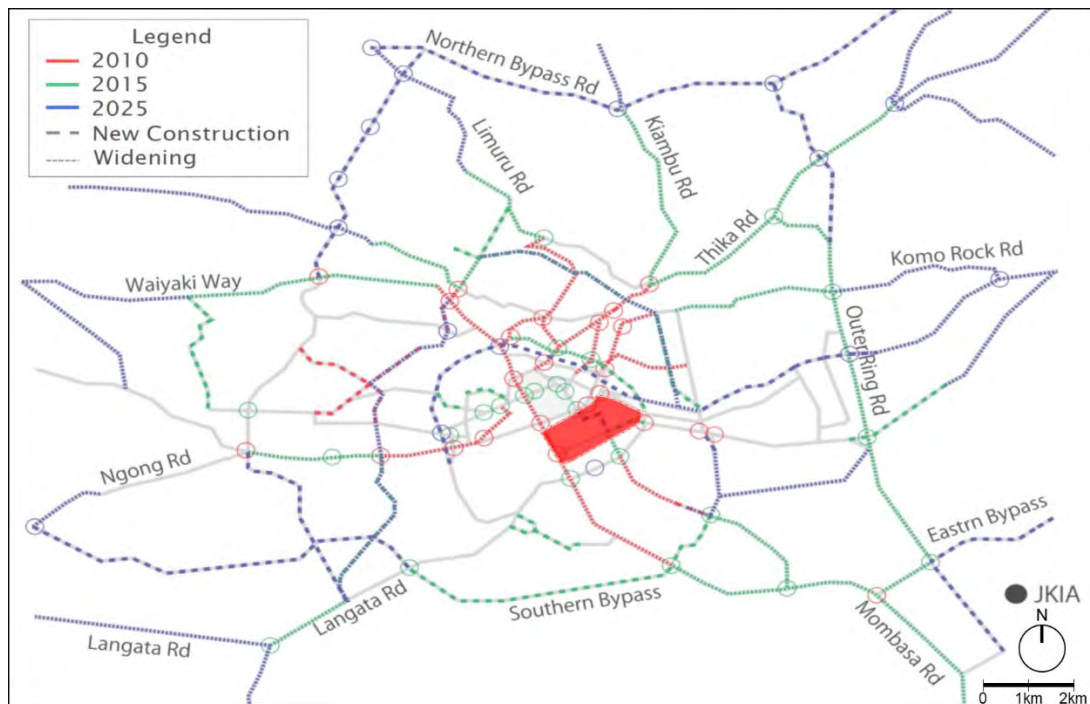 Legend
2010
2015
2025
New Construction
Widening
Northern Bypass Rd
Limuru Rd
Kiambu Rd
Thika Rd
Komo Rock Rd
Waiyaki Way
Outer Ring Rd
Ngong Rd
Eastrn Bypass
JKIA
Langata Rd
Southern Bypass
Mombasa Rd
Langata Rd
N
0 1km 2km